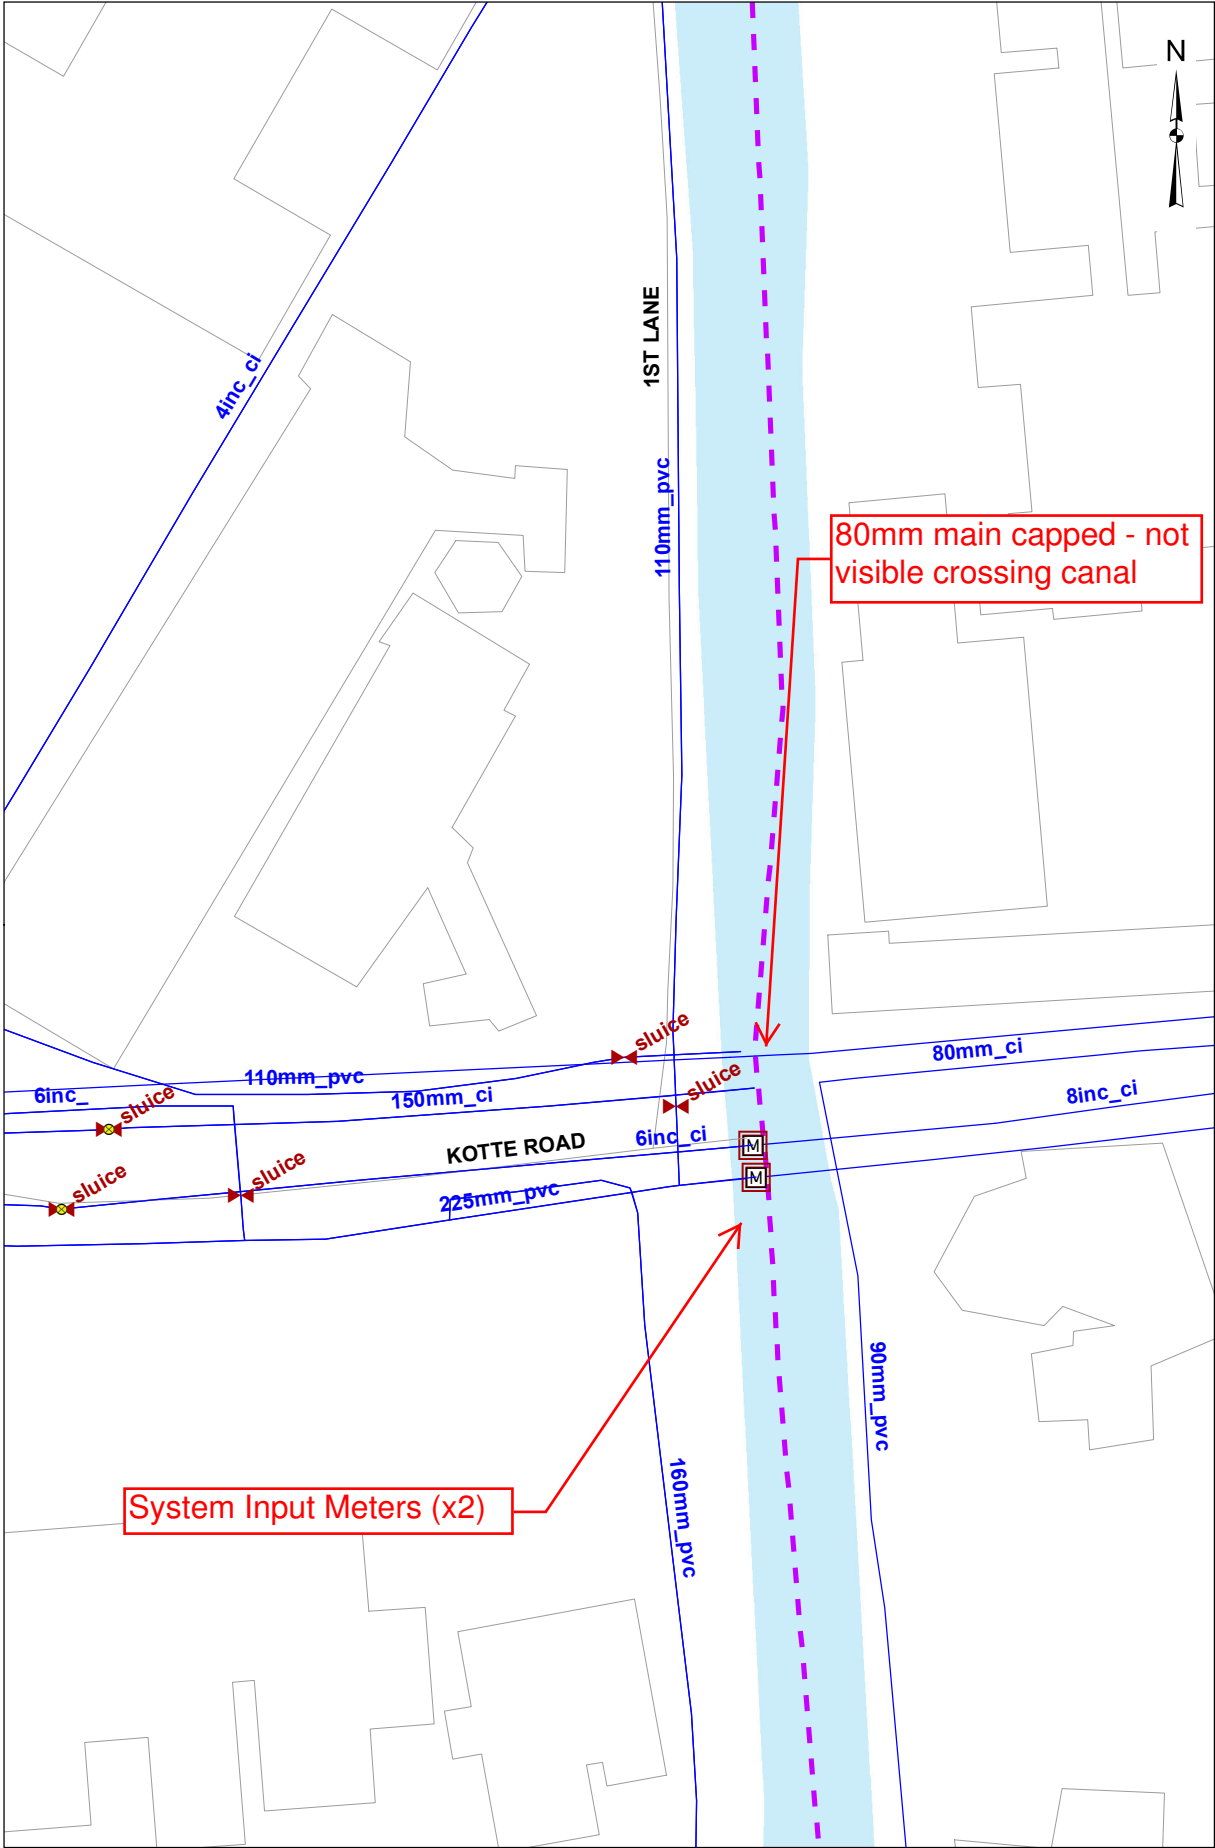 N
1ST LANE
4inc_ci
110mm_pvc
80mm main capped - not
visible crossing canal
sluice
80mm_ci
110mm_pvc
6inc_
sluice
150mm_ci
sluice
8inc_ci
6inc_ci
KOTTE ROAD
M
sluice
sluice
225mm_pvc
M
90mm_pvc
160mm_pvc
System Input Meters (x2)